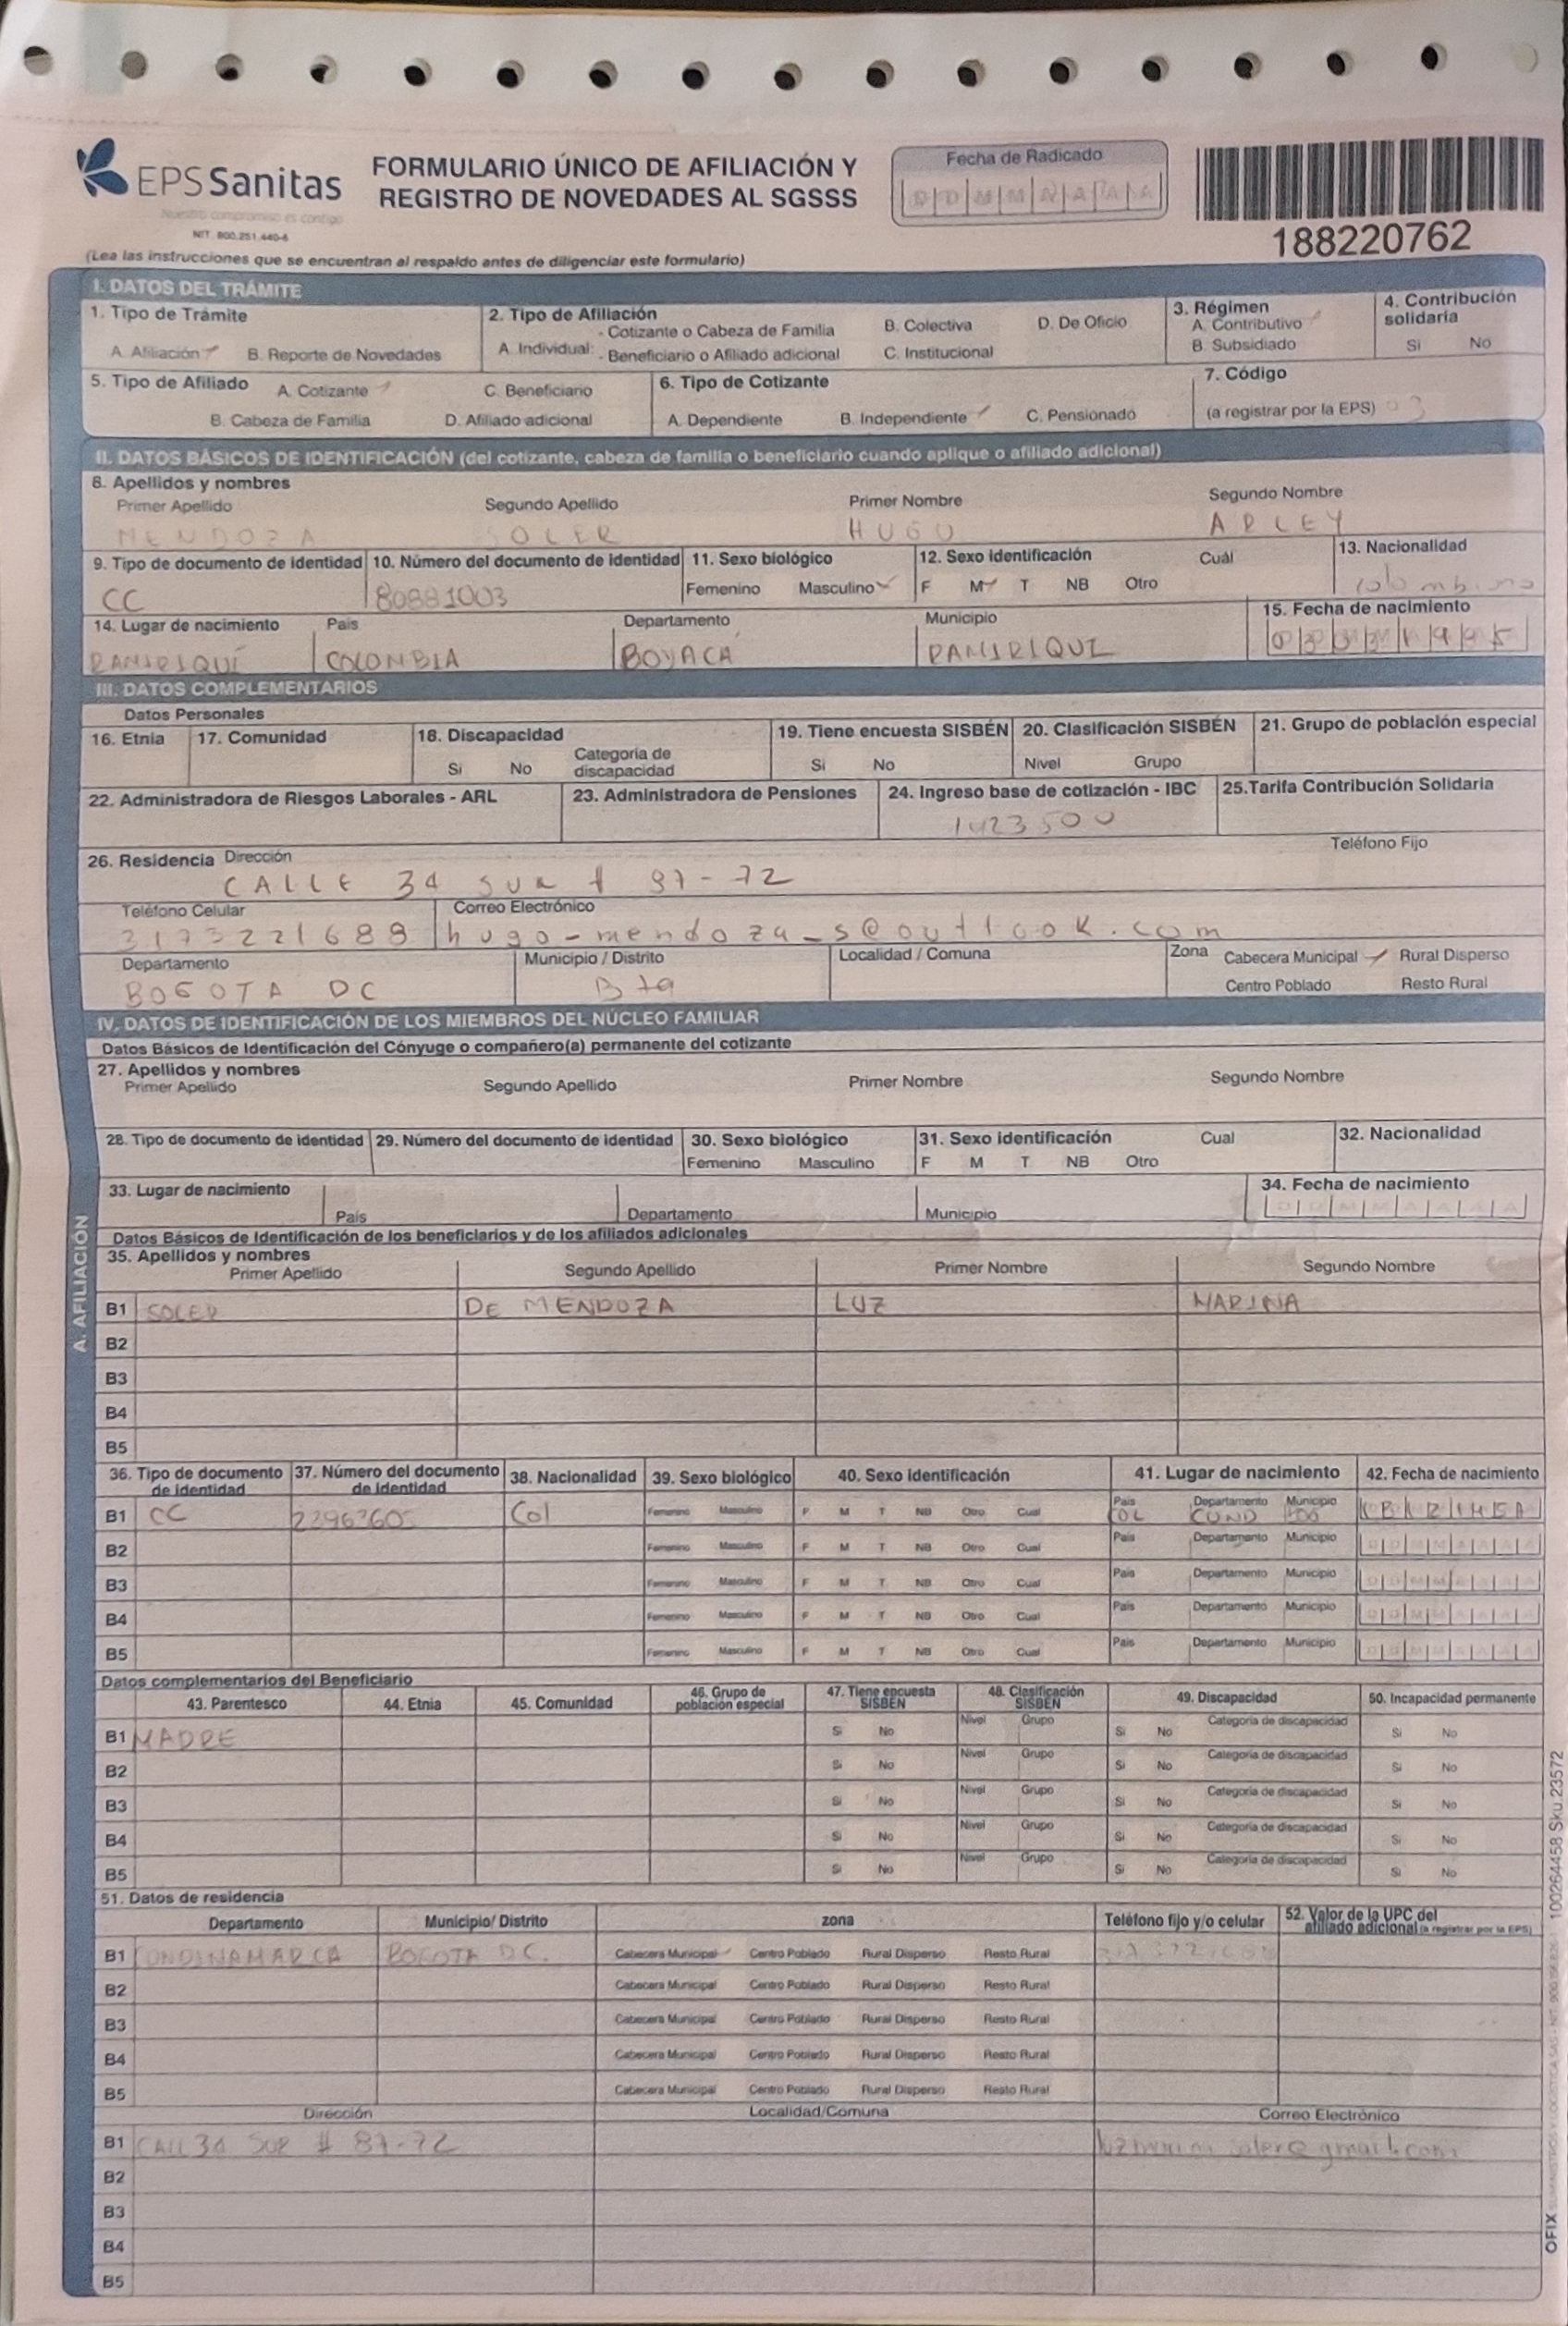 EPS Sanitas
Nuestro compromiso es contigo
NIT. 800.251.440-6
FORMULARIO ÚNICO DE AFILIACIÓN Y
REGISTRO DE NOVEDADES AL SGSSS
Fecha de Radicado
D D M M A A A A
188220762
(Lea las instrucciones que se encuentran al respaldo antes de diligenciar este formulario)
I. DATOS DEL TRÁMITE
1. Tipo de Trámite
A. Afiliación B. Reporte de Novedades
2. Tipo de Afiliación
A. Individual: - Cotizante o Cabeza de Familia
- Beneficiario o Afiliado adicional
B. Colectiva D. De Oficio
C. Institucional
3. Régimen
A. Contributivo
B. Subsidiado
4. Contribución
solidaria
Si No
5. Tipo de Afiliado A. Cotizante C. Beneficiario
B. Cabeza de Familia D. Afiliado adicional
6. Tipo de Cotizante
A. Dependiente B. Independiente C. Pensionado
7. Código
(a registrar por la EPS)
II. DATOS BÁSICOS DE IDENTIFICACIÓN (del cotizante, cabeza de familia o beneficiario cuando aplique o afiliado adicional)
8. Apellidos y nombres
Primer Apellido Segundo Apellido Primer Nombre Segundo Nombre
MENDOZA SOLER HUGO ARLEY
9. Tipo de documento de identidad 10. Número del documento de identidad 11. Sexo biológico 12. Sexo identificación Cuál 13. Nacionalidad
CC 80881003 Femenino Masculino F M T NB Otro colombiano
14. Lugar de nacimiento País Departamento Municipio 15. Fecha de nacimiento
RAMIRIQUÍ COLOMBIA BOYACÁ RAMIRIQUI
III. DATOS COMPLEMENTARIOS
Datos Personales
16. Etnia 17. Comunidad 18. Discapacidad 19. Tiene encuesta SISBÉN 20. Clasificación SISBÉN 21. Grupo de población especial
Si No Categoría de discapacidad Si No Nivel Grupo
22. Administradora de Riesgos Laborales - ARL 23. Administradora de Pensiones 24. Ingreso base de cotización - IBC 25.Tarifa Contribución Solidaria
1423500
26. Residencia Dirección Teléfono Fijo
CALLE 34 SUR # 87-72
Teléfono Celular Correo Electrónico
3173221688 hugo-mendoza_s@outlook.com
Departamento Municipio / Distrito Localidad / Comuna Zona Cabecera Municipal Rural Disperso
BOGOTA DC Bta Centro Poblado Resto Rural
IV. DATOS DE IDENTIFICACIÓN DE LOS MIEMBROS DEL NÚCLEO FAMILIAR
Datos Básicos de Identificación del Cónyuge o compañero(a) permanente del cotizante
27. Apellidos y nombres
Primer Apellido Segundo Apellido Primer Nombre Segundo Nombre
28. Tipo de documento de identidad 29. Número del documento de identidad 30. Sexo biológico 31. Sexo identificación Cual 32. Nacionalidad
Femenino Masculino F M T NB Otro
33. Lugar de nacimiento País Departamento Municipio 34. Fecha de nacimiento
D D M M A A A A
A. AFILIACIÓN
Datos Básicos de Identificación de los beneficiarios y de los afiliados adicionales
35. Apellidos y nombres
Primer Apellido Segundo Apellido Primer Nombre Segundo Nombre
B1 SOLER DE MENDOZA LUZ MARINA
B2
B3
B4
B5
36. Tipo de documento de identidad 37. Número del documento de identidad 38. Nacionalidad 39. Sexo biológico 40. Sexo identificación 41. Lugar de nacimiento 42. Fecha de nacimiento
B1 CC Col Femenino Masculino F M T NB Otro Cual País Departamento Municipio
COL CUND
B2 Femenino Masculino F M T NB Otro Cual País Departamento Municipio D D M M A A A A
B3 Femenino Masculino F M T NB Otro Cual País Departamento Municipio D D M M A A A A
B4 Femenino Masculino F M T NB Otro Cual País Departamento Municipio D D M M A A A A
B5 Femenino Masculino F M T NB Otro Cual País Departamento Municipio D D M M A A A A
Datos complementarios del Beneficiario
43. Parentesco 44. Etnia 45. Comunidad 46. Grupo de población especial 47. Tiene encuesta SISBÉN 48. Clasificación SISBÉN 49. Discapacidad 50. Incapacidad permanente
B1 MADRE Si No Nivel Grupo Si No Categoría de discapacidad Si No
B2 Si No Nivel Grupo Si No Categoría de discapacidad Si No
B3 Si No Nivel Grupo Si No Categoría de discapacidad Si No
B4 Si No Nivel Grupo Si No Categoría de discapacidad Si No
B5 Si No Nivel Grupo Si No Categoría de discapacidad Si No
51. Datos de residencia
Departamento Municipio/ Distrito zona Teléfono fijo y/o celular 52. Valor de la UPC del afiliado adicional (a registrar por la EPS)
B1 CUNDINAMARCA BOGOTA D.C. Cabecera Municipal Centro Poblado Rural Disperso Resto Rural
B2 Cabecera Municipal Centro Poblado Rural Disperso Resto Rural
B3 Cabecera Municipal Centro Poblado Rural Disperso Resto Rural
B4 Cabecera Municipal Centro Poblado Rural Disperso Resto Rural
B5 Cabecera Municipal Centro Poblado Rural Disperso Resto Rural
Dirección Localidad/Comuna Correo Electrónico
B1 CALL 34 SUR # 87-72
B2
B3
B4
B5
100264458 Sku.23572
OFIX